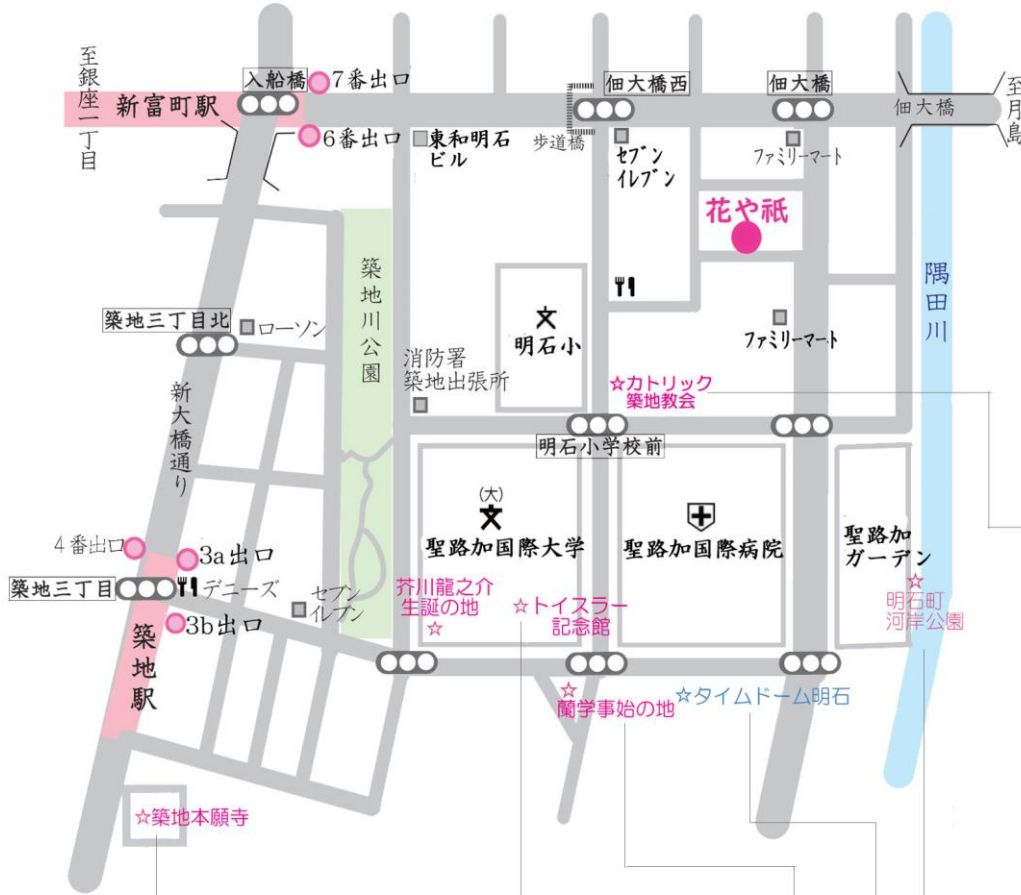 至銀座一丁目
新富町駅
入船橋
7番出口
6番出口
東和明石
ビル
歩道橋
佃大橋西
セブン
イレブン
佃大橋
ファミリーマート
佃大橋
至月島
花や祇
築地川公園
隅田川
築地三丁目北
ローソン
新大橋通り
明石小
消防署
築地出張所
ファミリーマート
☆カトリック
築地教会
明石小学校前
(大)
聖路加国際大学
聖路加国際病院
聖路加
ガーデン
4番出口
3a出口
築地三丁目
デニーズ
セブン
イレブン
3b出口
築地駅
芥川龍之介
生誕の地
☆
☆トイスラー
記念館
☆
明石町
河岸公園
☆
蘭学事始の地
☆タイムドーム明石
☆築地本願寺